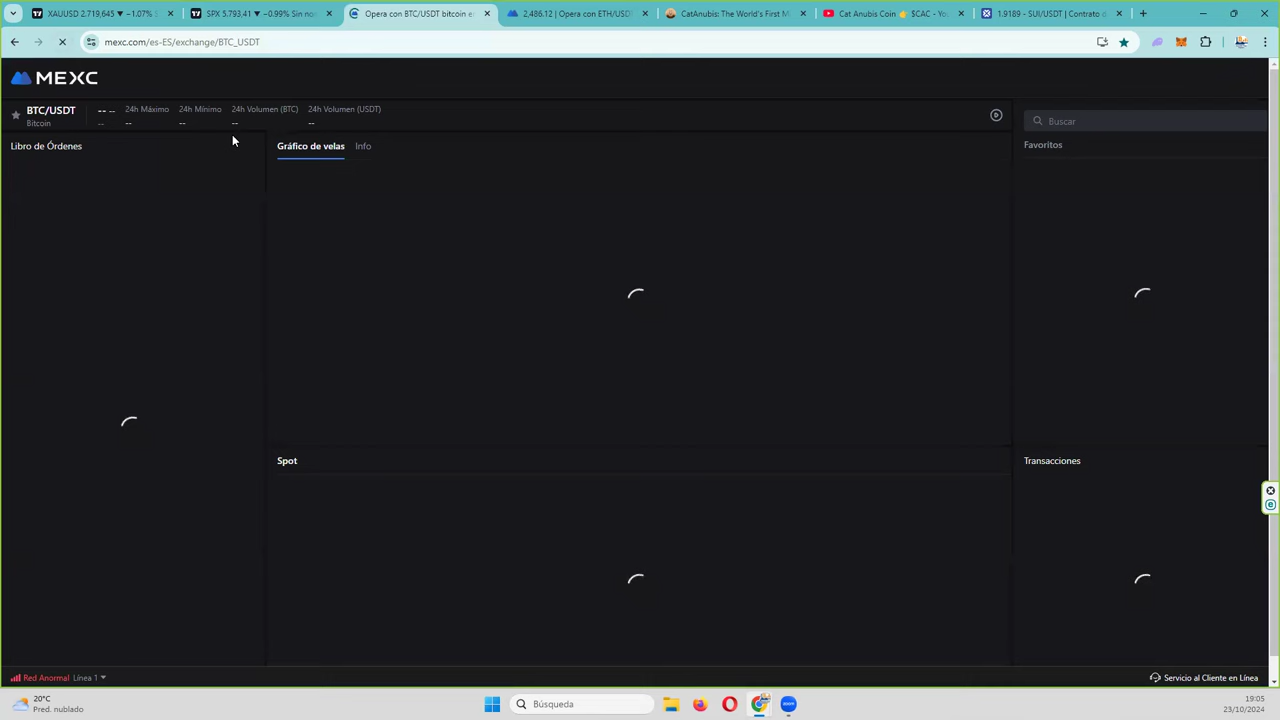 XAUUSD 2.719,645 ▼ −1.07%
SPX 5.793,41 ▼ −0.99% Sin no
Opera con BTC/USDT bitcoin e
2,486.12 | Opera con ETH/USDT
CatAnubis: The World's First M
Cat Anubis Coin 👉 $CAC - Yo
1.9189 - SUI/USDT | Contrato d
mexc.com/es-ES/exchange/BTC_USDT
MEXC
BTC/USDT
Bitcoin
-- --
--
24h Máximo
--
24h Mínimo
--
24h Volumen (BTC)
--
24h Volumen (USDT)
--
Buscar
Libro de Órdenes
Gráfico de velas
Info
Favoritos
Spot
Transacciones
Red Anormal
Línea 1
Servicio al Cliente en Línea
20°C
Pred. nublado
Búsqueda
zoom
19:05
23/10/2024